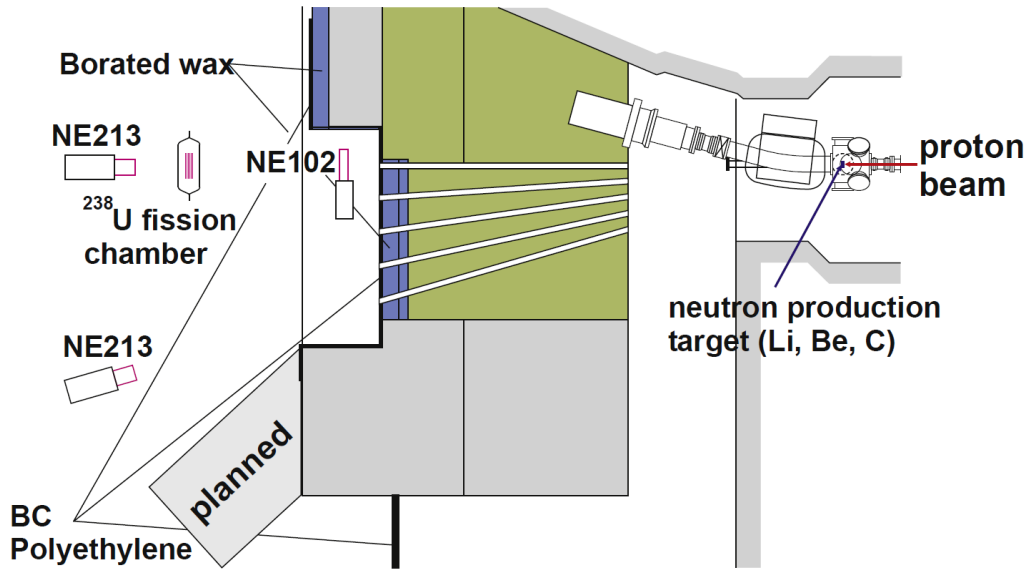 Borated wax
NE213
NE102
238U fission
chamber
proton
beam
neutron production
target (Li, Be, C)
NE213
planned
BC
Polyethylene